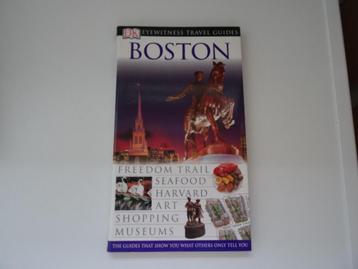 DK EYEWITNESS TRAVEL GUIDES
BOSTON
FREEDOM TRAIL
SEAFOOD
HARVARD
ART
SHOPPING
MUSEUMS
THE GUIDES THAT SHOW YOU WHAT OTHERS ONLY TELL YOU